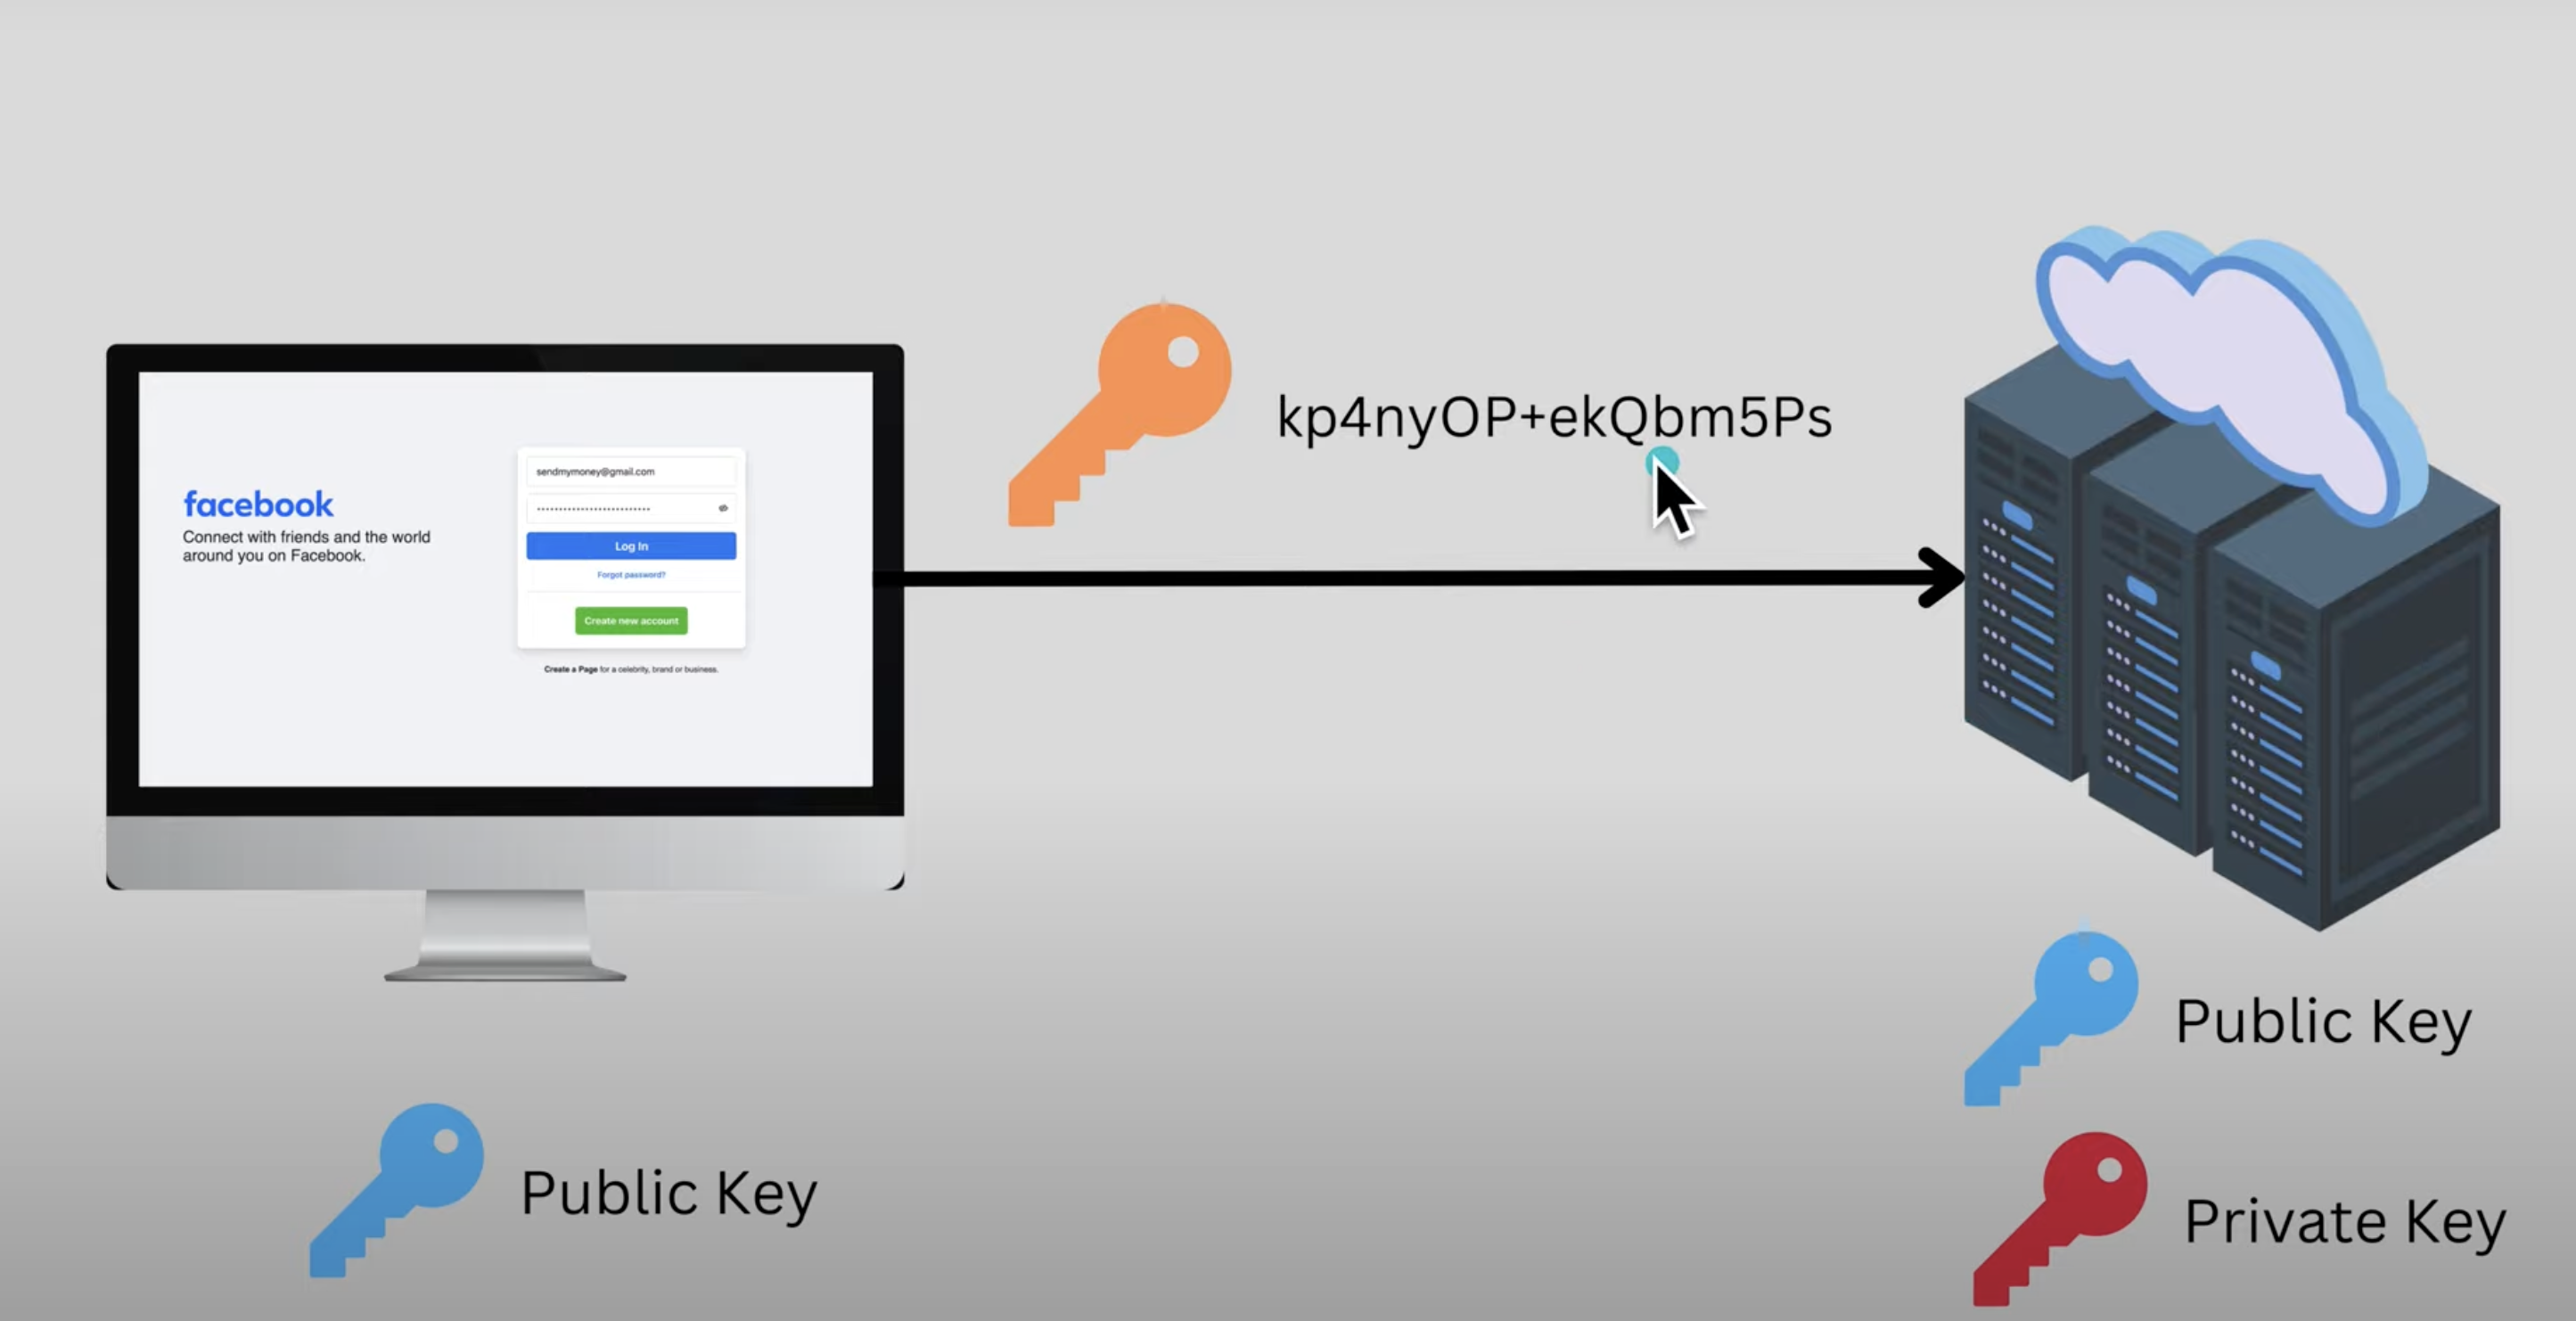 kp4nyOP+ekQbm5Ps
facebook
Connect with friends and the world
around you on Facebook.
sendmymoney@gmail.com
Log In
Forgot password?
Create new account
Create a Page for a celebrity, brand or business.
Public Key
Public Key
Private Key